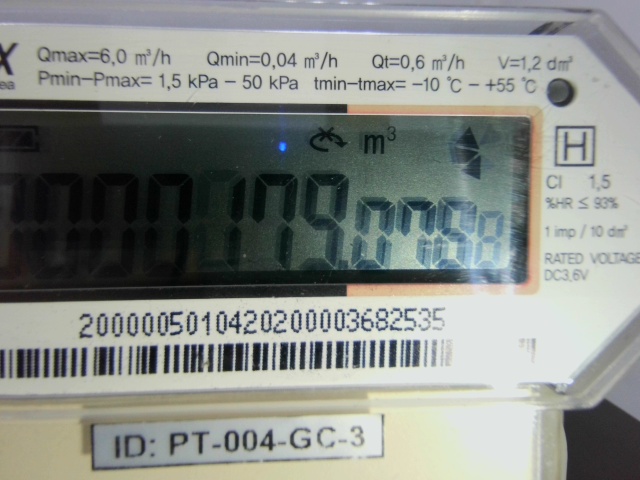 X Qmax=6,0 m³/h Qmin=0,04 m³/h Qt=0,6 m³/h V=1,2 dm³
ea Pmin-Pmax= 1,5 kPa - 50 kPa tmin-tmax= -10 °C - +55 °C
m³
H
Cl 1,5
%HR ≤ 93%
1 imp / 10 dm³
RATED VOLTAGE
DC3,6V
20000050104202000003682535
ID: PT-004-GC-3